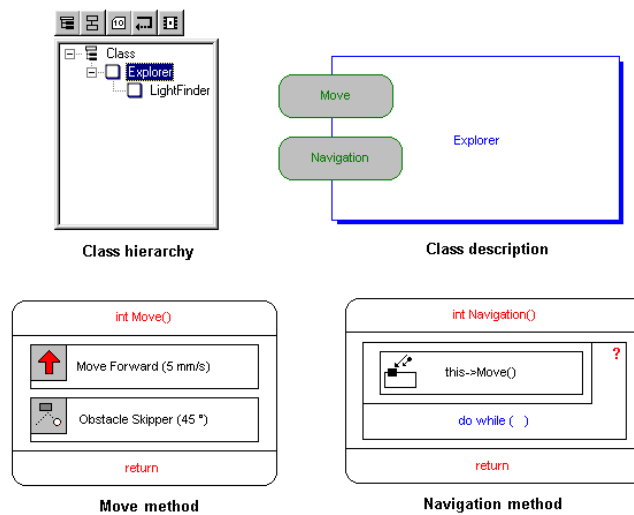 10
Class
Explorer
LightFinder
Class hierarchy
Move
Navigation
Explorer
Class description
int Move()
Move Forward (5 mm/s)
Obstacle Skipper (45 °)
return
Move method
int Navigation()
?
this->Move()
do while ( )
return
Navigation method